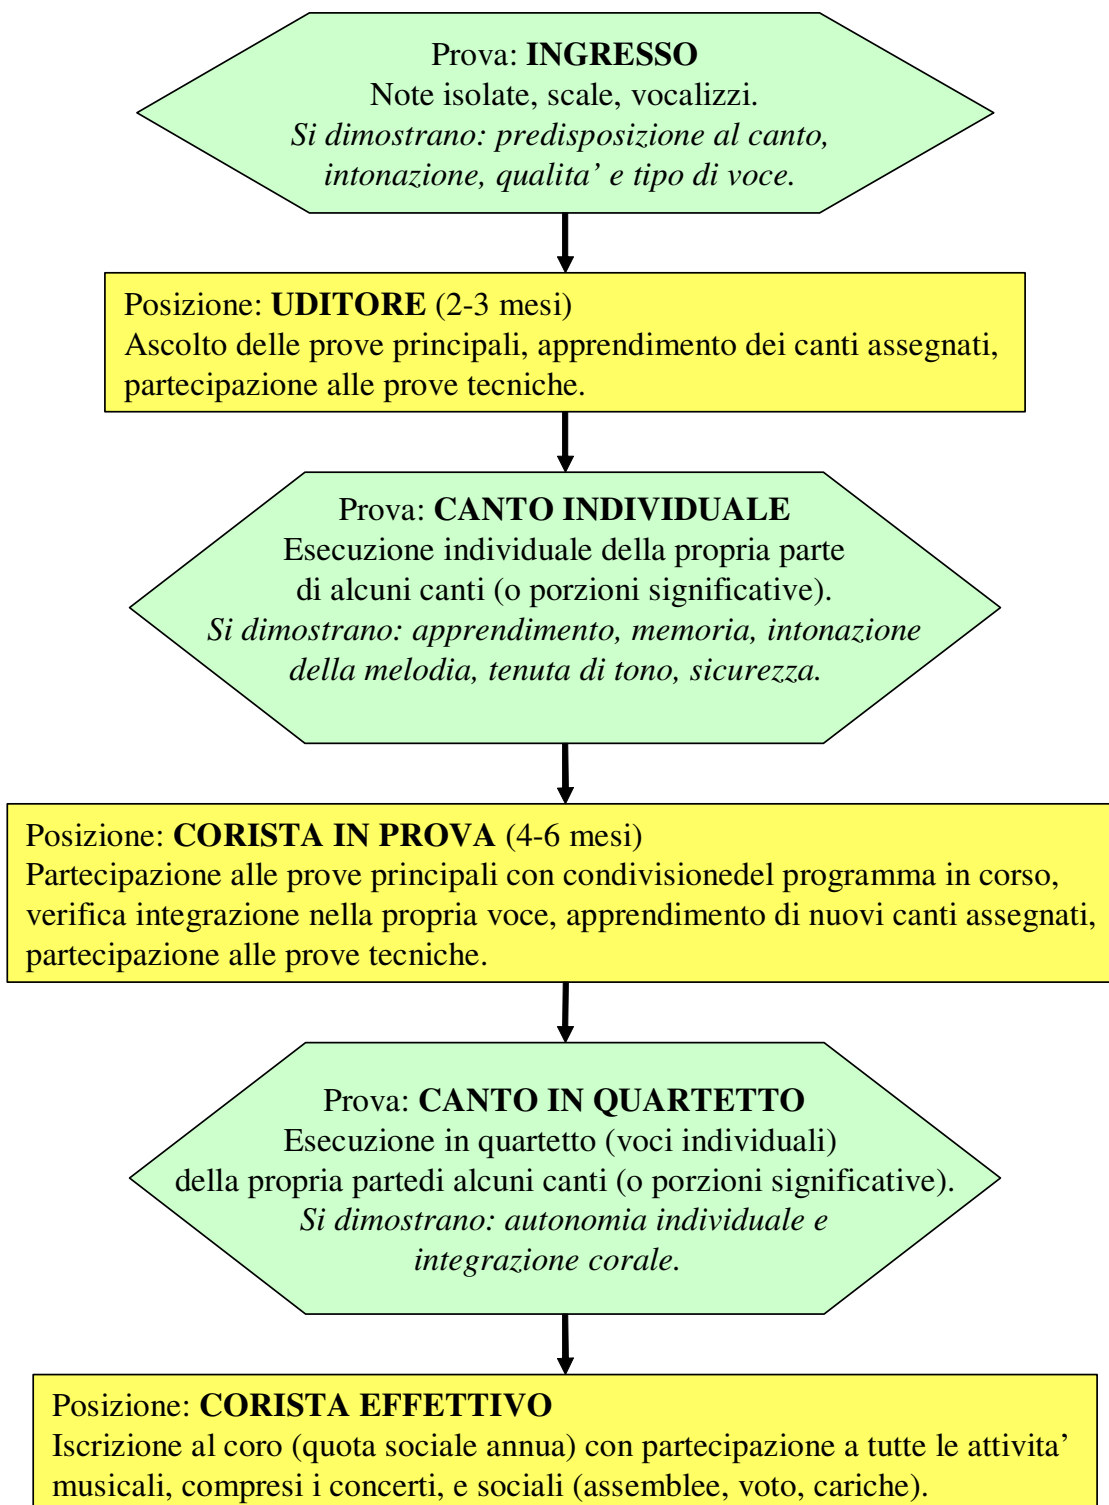 Prova: INGRESSO
Note isolate, scale, vocalizzi.
Si dimostrano: predisposizione al canto,
intonazione, qualita’ e tipo di voce.
Posizione: UDITORE (2-3 mesi)
Ascolto delle prove principali, apprendimento dei canti assegnati,
partecipazione alle prove tecniche.
Prova: CANTO INDIVIDUALE
Esecuzione individuale della propria parte
di alcuni canti (o porzioni significative).
Si dimostrano: apprendimento, memoria, intonazione
della melodia, tenuta di tono, sicurezza.
Posizione: CORISTA IN PROVA (4-6 mesi)
Partecipazione alle prove principali con condivisionedel programma in corso,
verifica integrazione nella propria voce, apprendimento di nuovi canti assegnati,
partecipazione alle prove tecniche.
Prova: CANTO IN QUARTETTO
Esecuzione in quartetto (voci individuali)
della propria partedi alcuni canti (o porzioni significative).
Si dimostrano: autonomia individuale e
integrazione corale.
Posizione: CORISTA EFFETTIVO
Iscrizione al coro (quota sociale annua) con partecipazione a tutte le attivita’
musicali, compresi i concerti, e sociali (assemblee, voto, cariche).